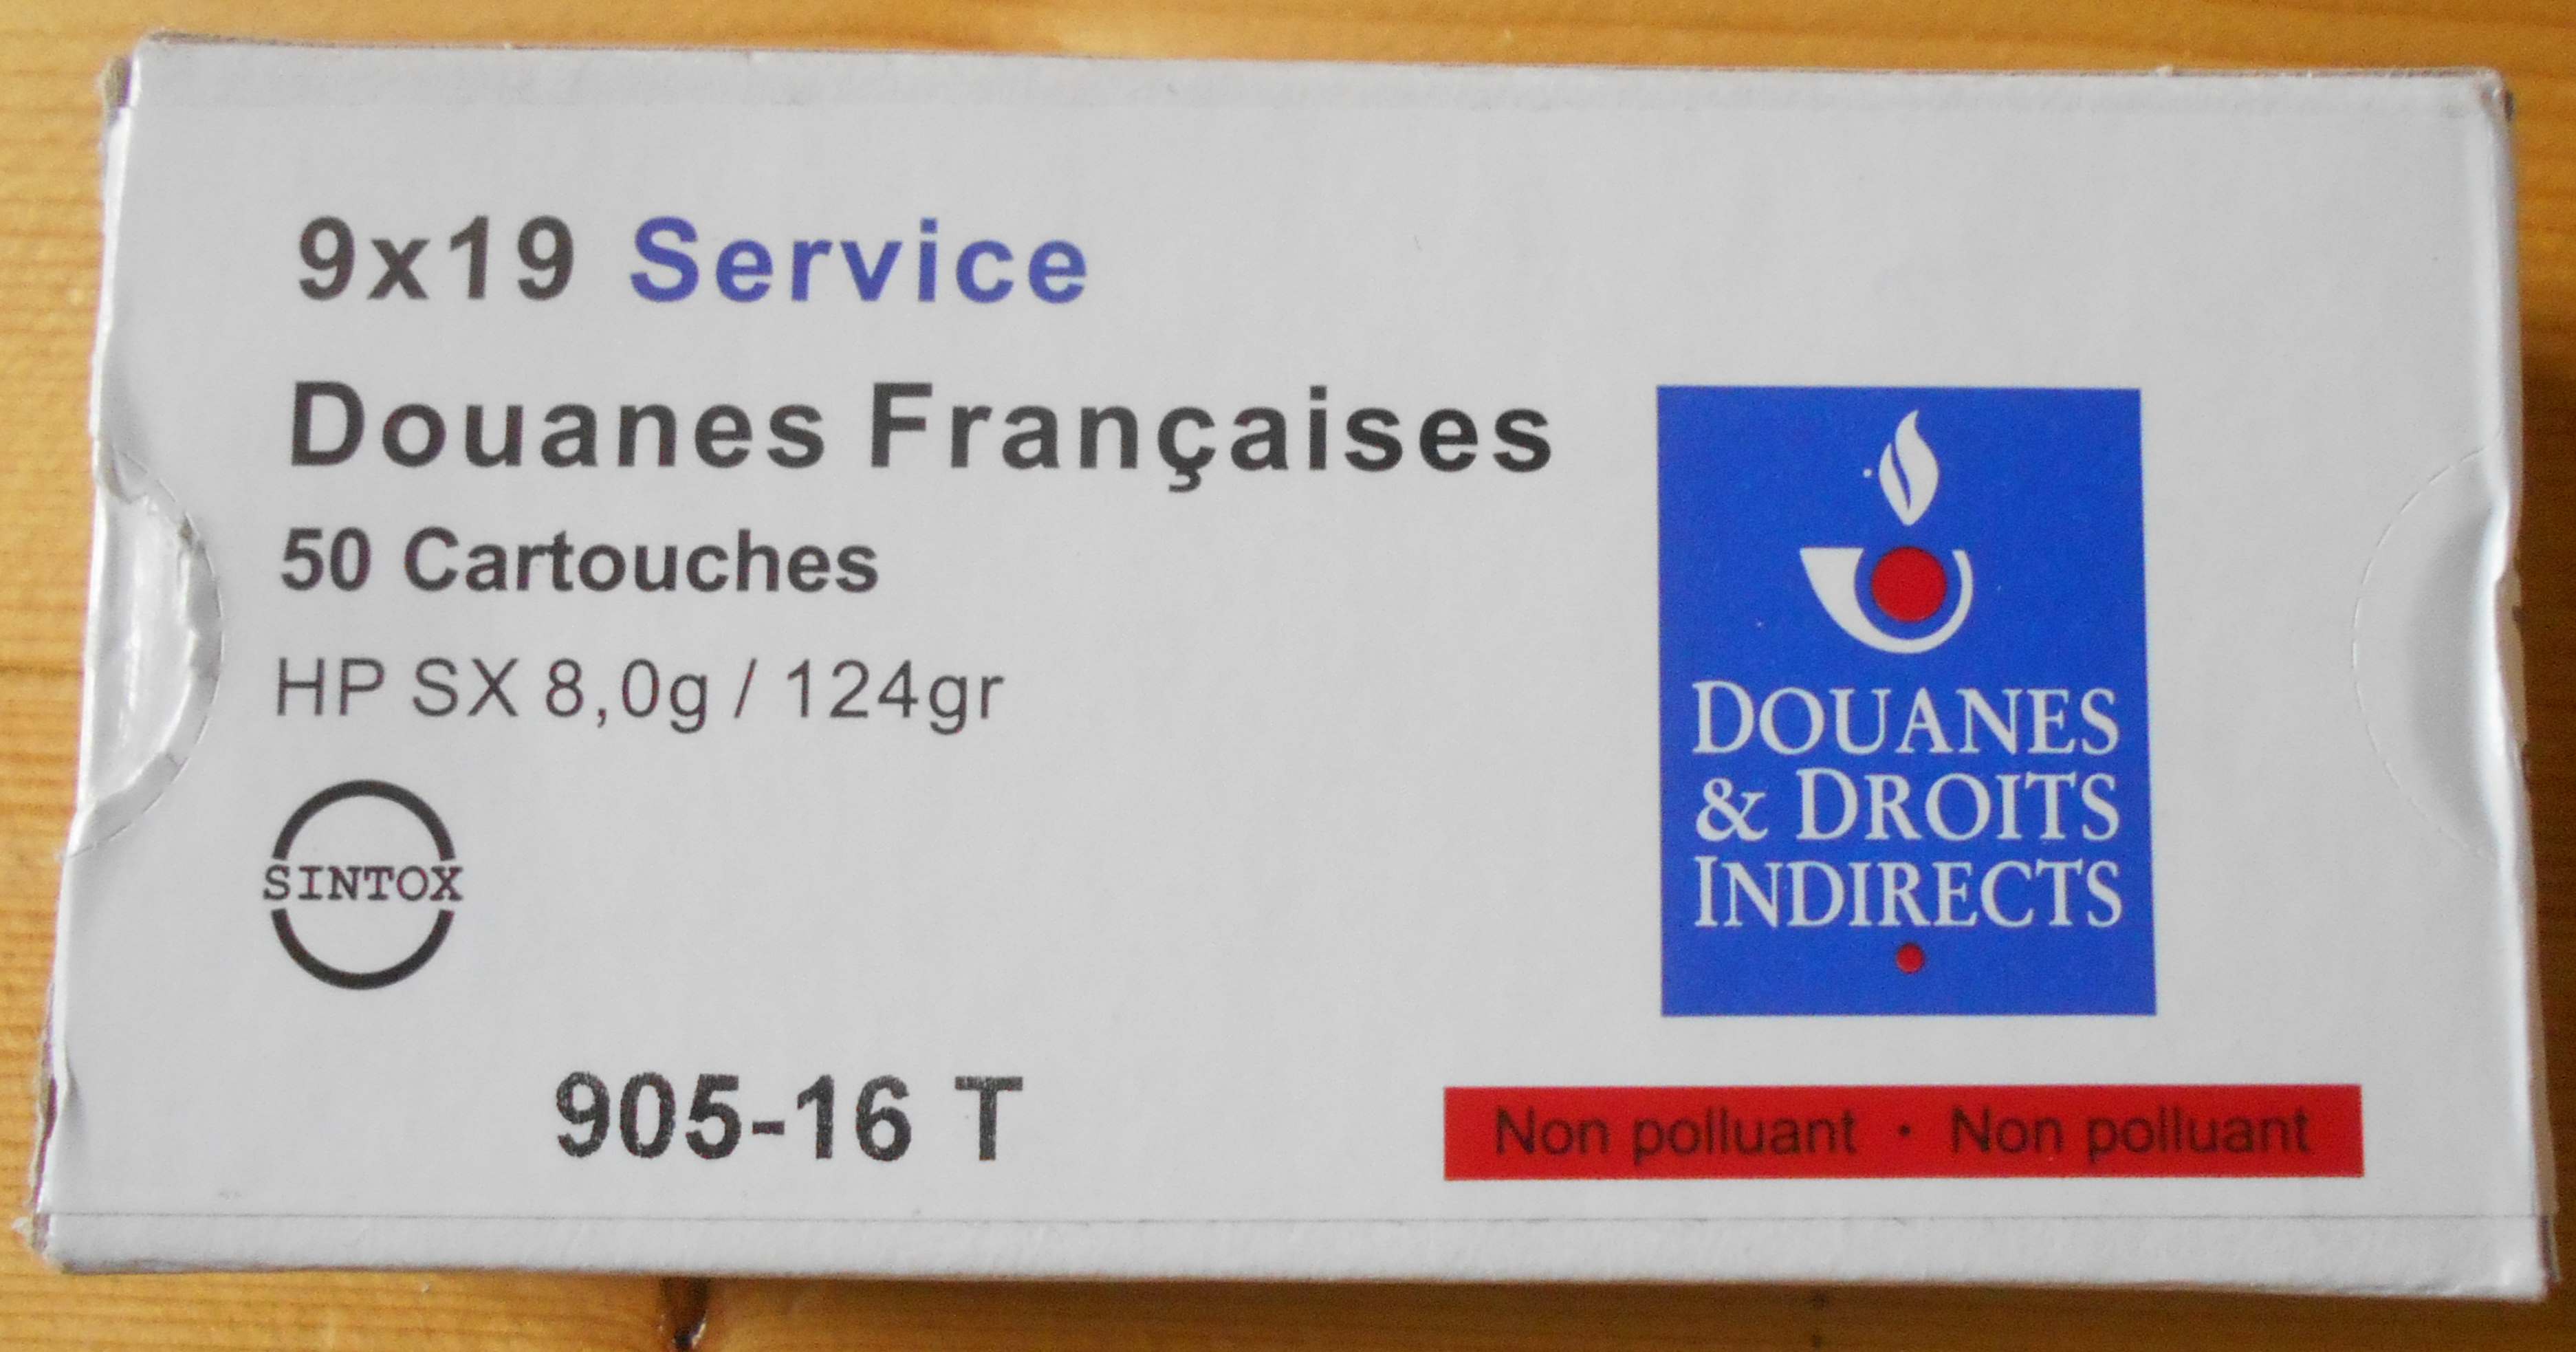 9x19 Service
Douanes Françaises
50 Cartouches
HP SX 8,0g / 124gr
SINTOX
905-16 T
DOUANES
& DROITS
INDIRECTS
Non polluant · Non polluant